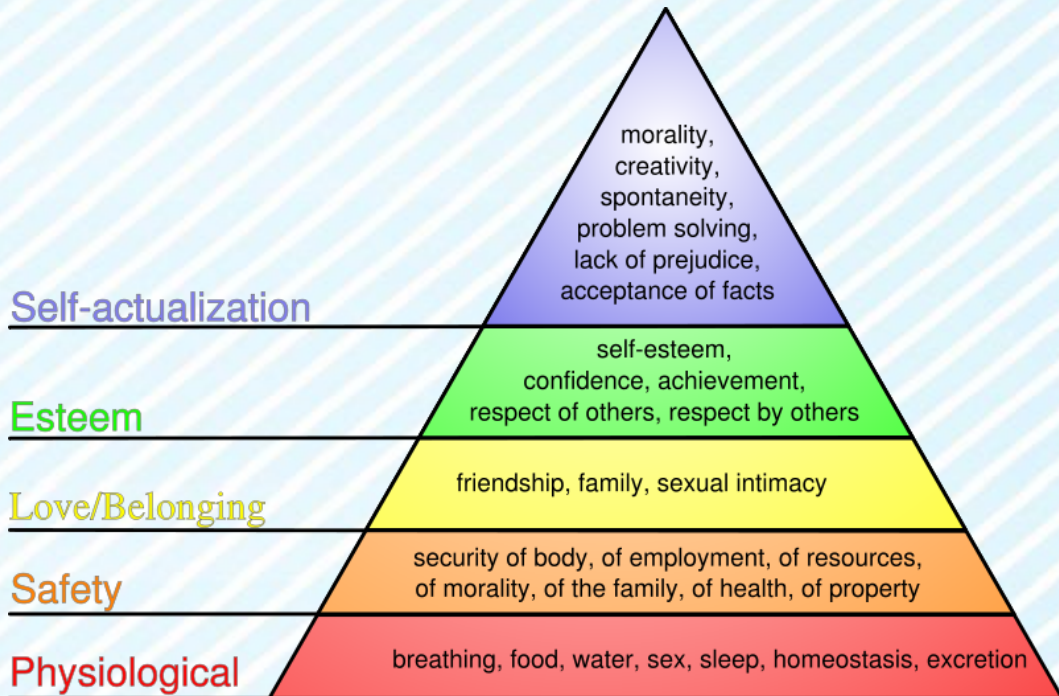 morality,
creativity,
spontaneity,
problem solving,
lack of prejudice,
acceptance of facts
Self-actualization
self-esteem,
confidence, achievement,
respect of others, respect by others
Esteem
friendship, family, sexual intimacy
Love/Belonging
security of body, of employment, of resources,
of morality, of the family, of health, of property
Safety
breathing, food, water, sex, sleep, homeostasis, excretion
Physiological